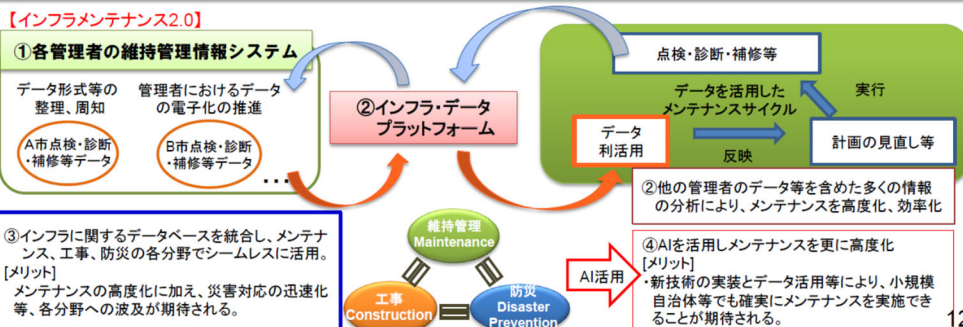 【インフラメンテナンス2.0】
①各管理者の維持管理情報システム
データ形式等の
整理、周知
管理者におけるデータ
の電子化の推進
A市点検・診断
・補修等データ
B市点検・診断
・補修等データ
・・・
②インフラ・データ
プラットフォーム
点検・診断・補修等
データを活用した
メンテナンスサイクル
実行
データ
利活用
反映
計画の見直し等
②他の管理者のデータ等を含めた多くの情報
の分析により、メンテナンスを高度化、効率化
③インフラに関するデータベースを統合し、メンテナ
ンス、工事、防災の各分野でシームレスに活用。
[メリット]
メンテナンスの高度化に加え、災害対応の迅速化
等、各分野への波及が期待される。
維持管理
Maintenance
工事
Construction
防災
Disaster
Prevention
AI活用
④AIを活用しメンテナンスを更に高度化
[メリット]
・新技術の実装とデータ活用等により、小規模
自治体等でも確実にメンテナンスを実施でき
ることが期待される。
12